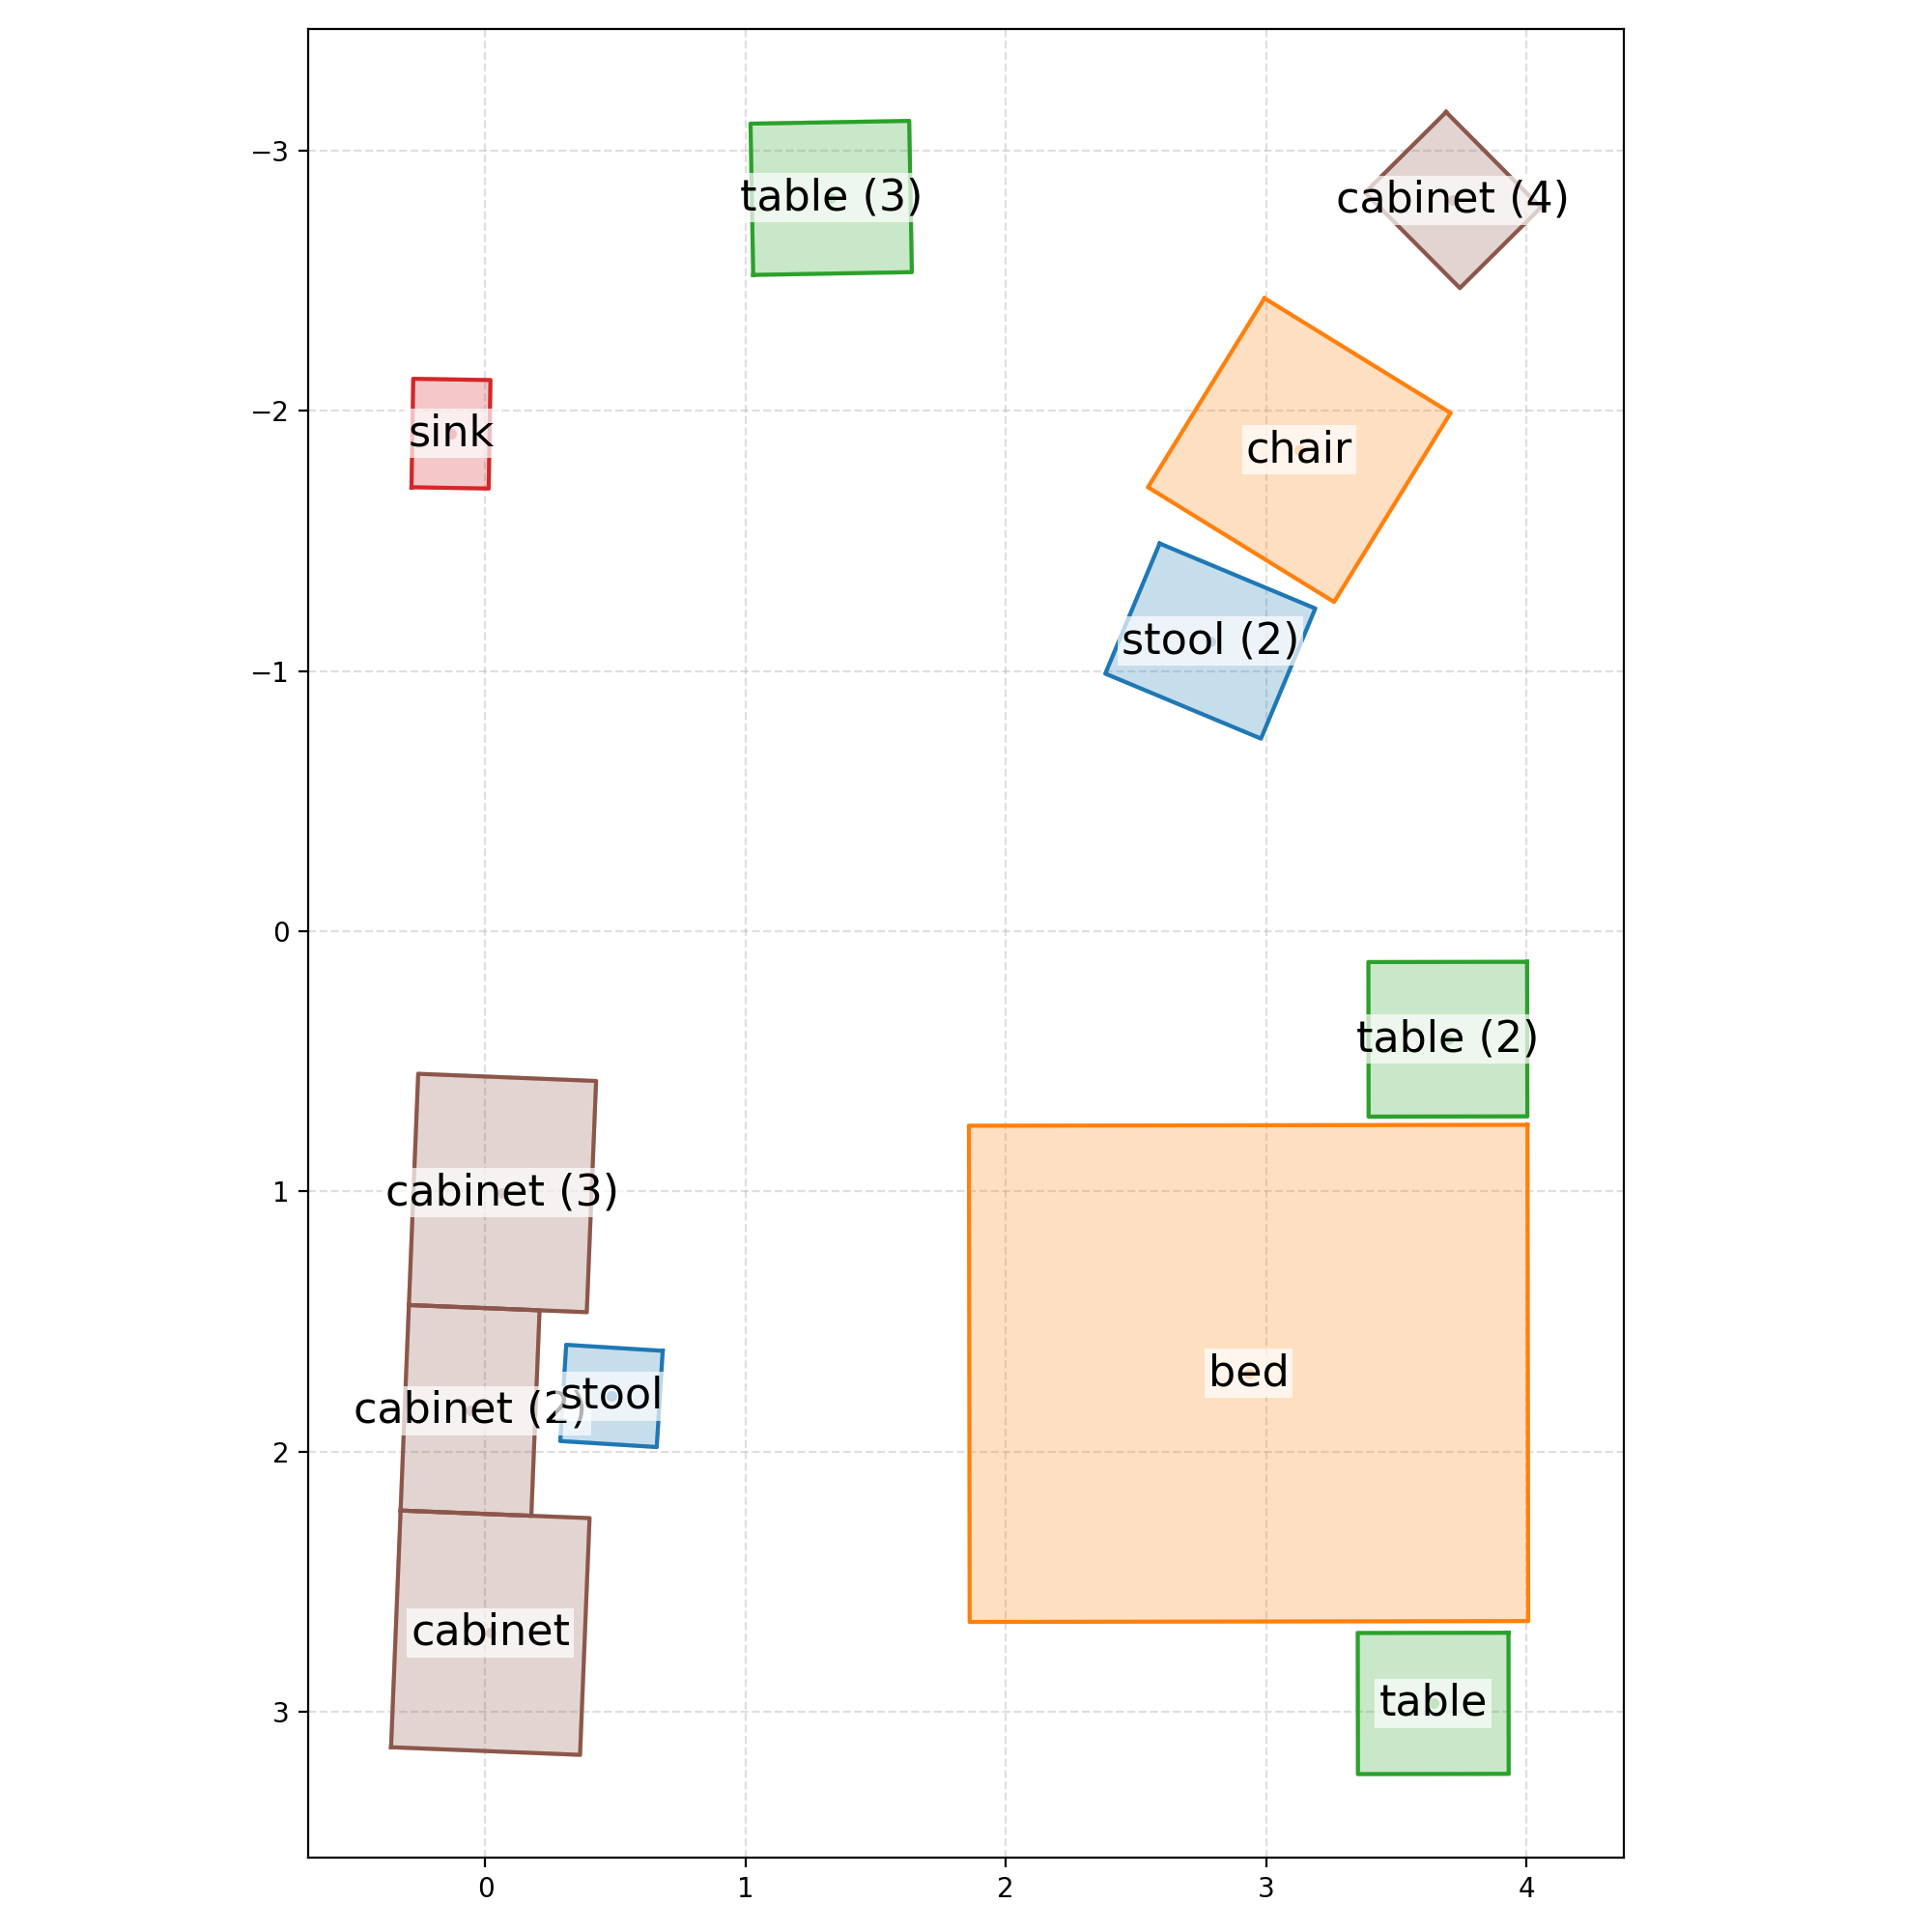 −3
−2
−1
0
1
2
3
table (3)
cabinet (4)
sink
chair
stool (2)
table (2)
cabinet (3)
bed
stool
cabinet (2)
cabinet
table
0
1
2
3
4